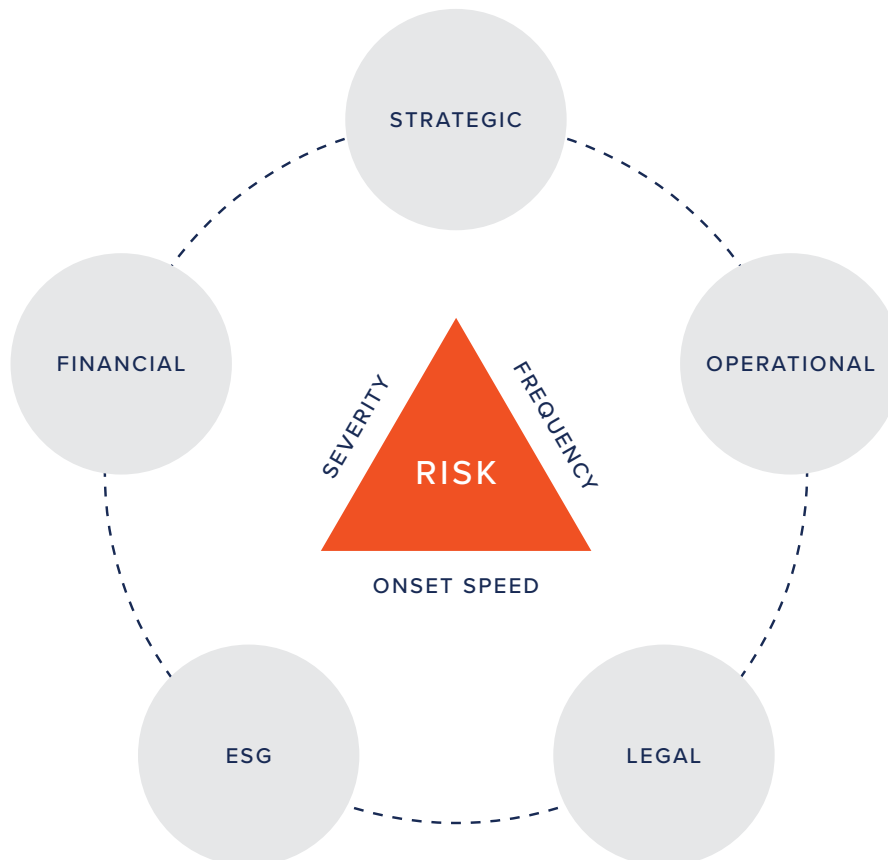 STRATEGIC
FINANCIAL
OPERATIONAL
SEVERITY
FREQUENCY
RISK
ONSET SPEED
ESG
LEGAL